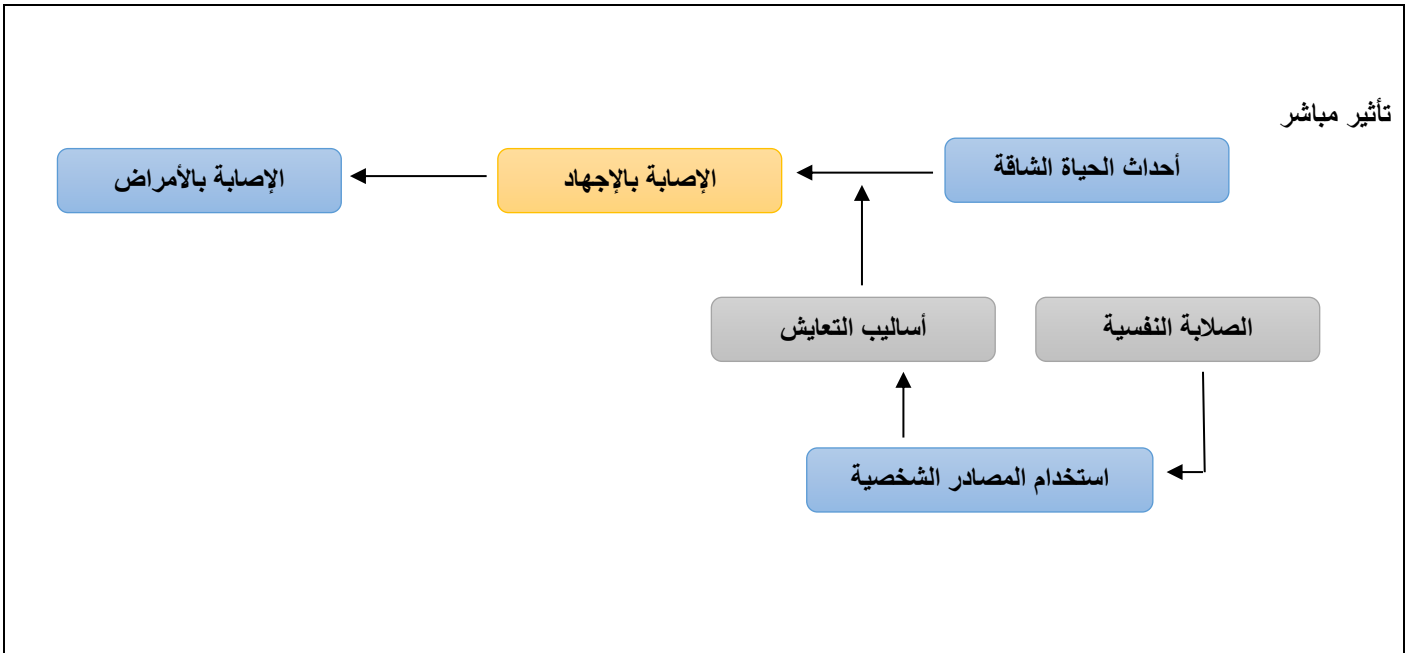 تأثير مباشر
أحداث الحياة الشاقة
الإصابة بالإجهاد
الإصابة بالأمراض
الصلابة النفسية
أساليب التعايش
استخدام المصادر الشخصية